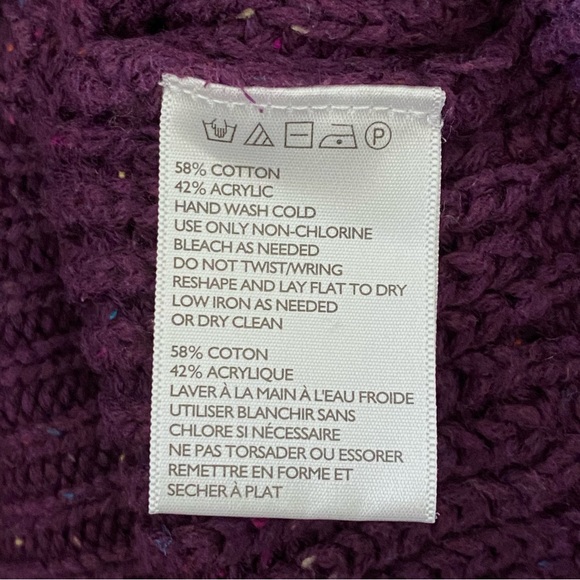 P
58% COTTON
42% ACRYLIC
HAND WASH COLD
USE ONLY NON-CHLORINE
BLEACH AS NEEDED
DO NOT TWIST/WRING
RESHAPE AND LAY FLAT TO DRY
LOW IRON AS NEEDED
OR DRY CLEAN
58% COTON
42% ACRYLIQUE
LAVER À LA MAIN À L'EAU FROIDE
UTILISER BLANCHIR SANS
CHLORE SI NÉCESSAIRE
NE PAS TORSADER OU ESSORER
REMETTRE EN FORME ET
SECHER À PLAT